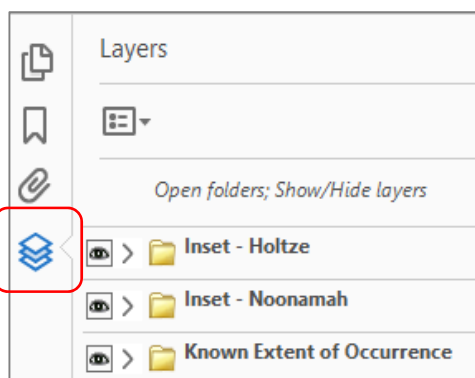 Layers
Open folders; Show/Hide layers
Inset - Holtze
Inset - Noonamah
Known Extent of Occurrence